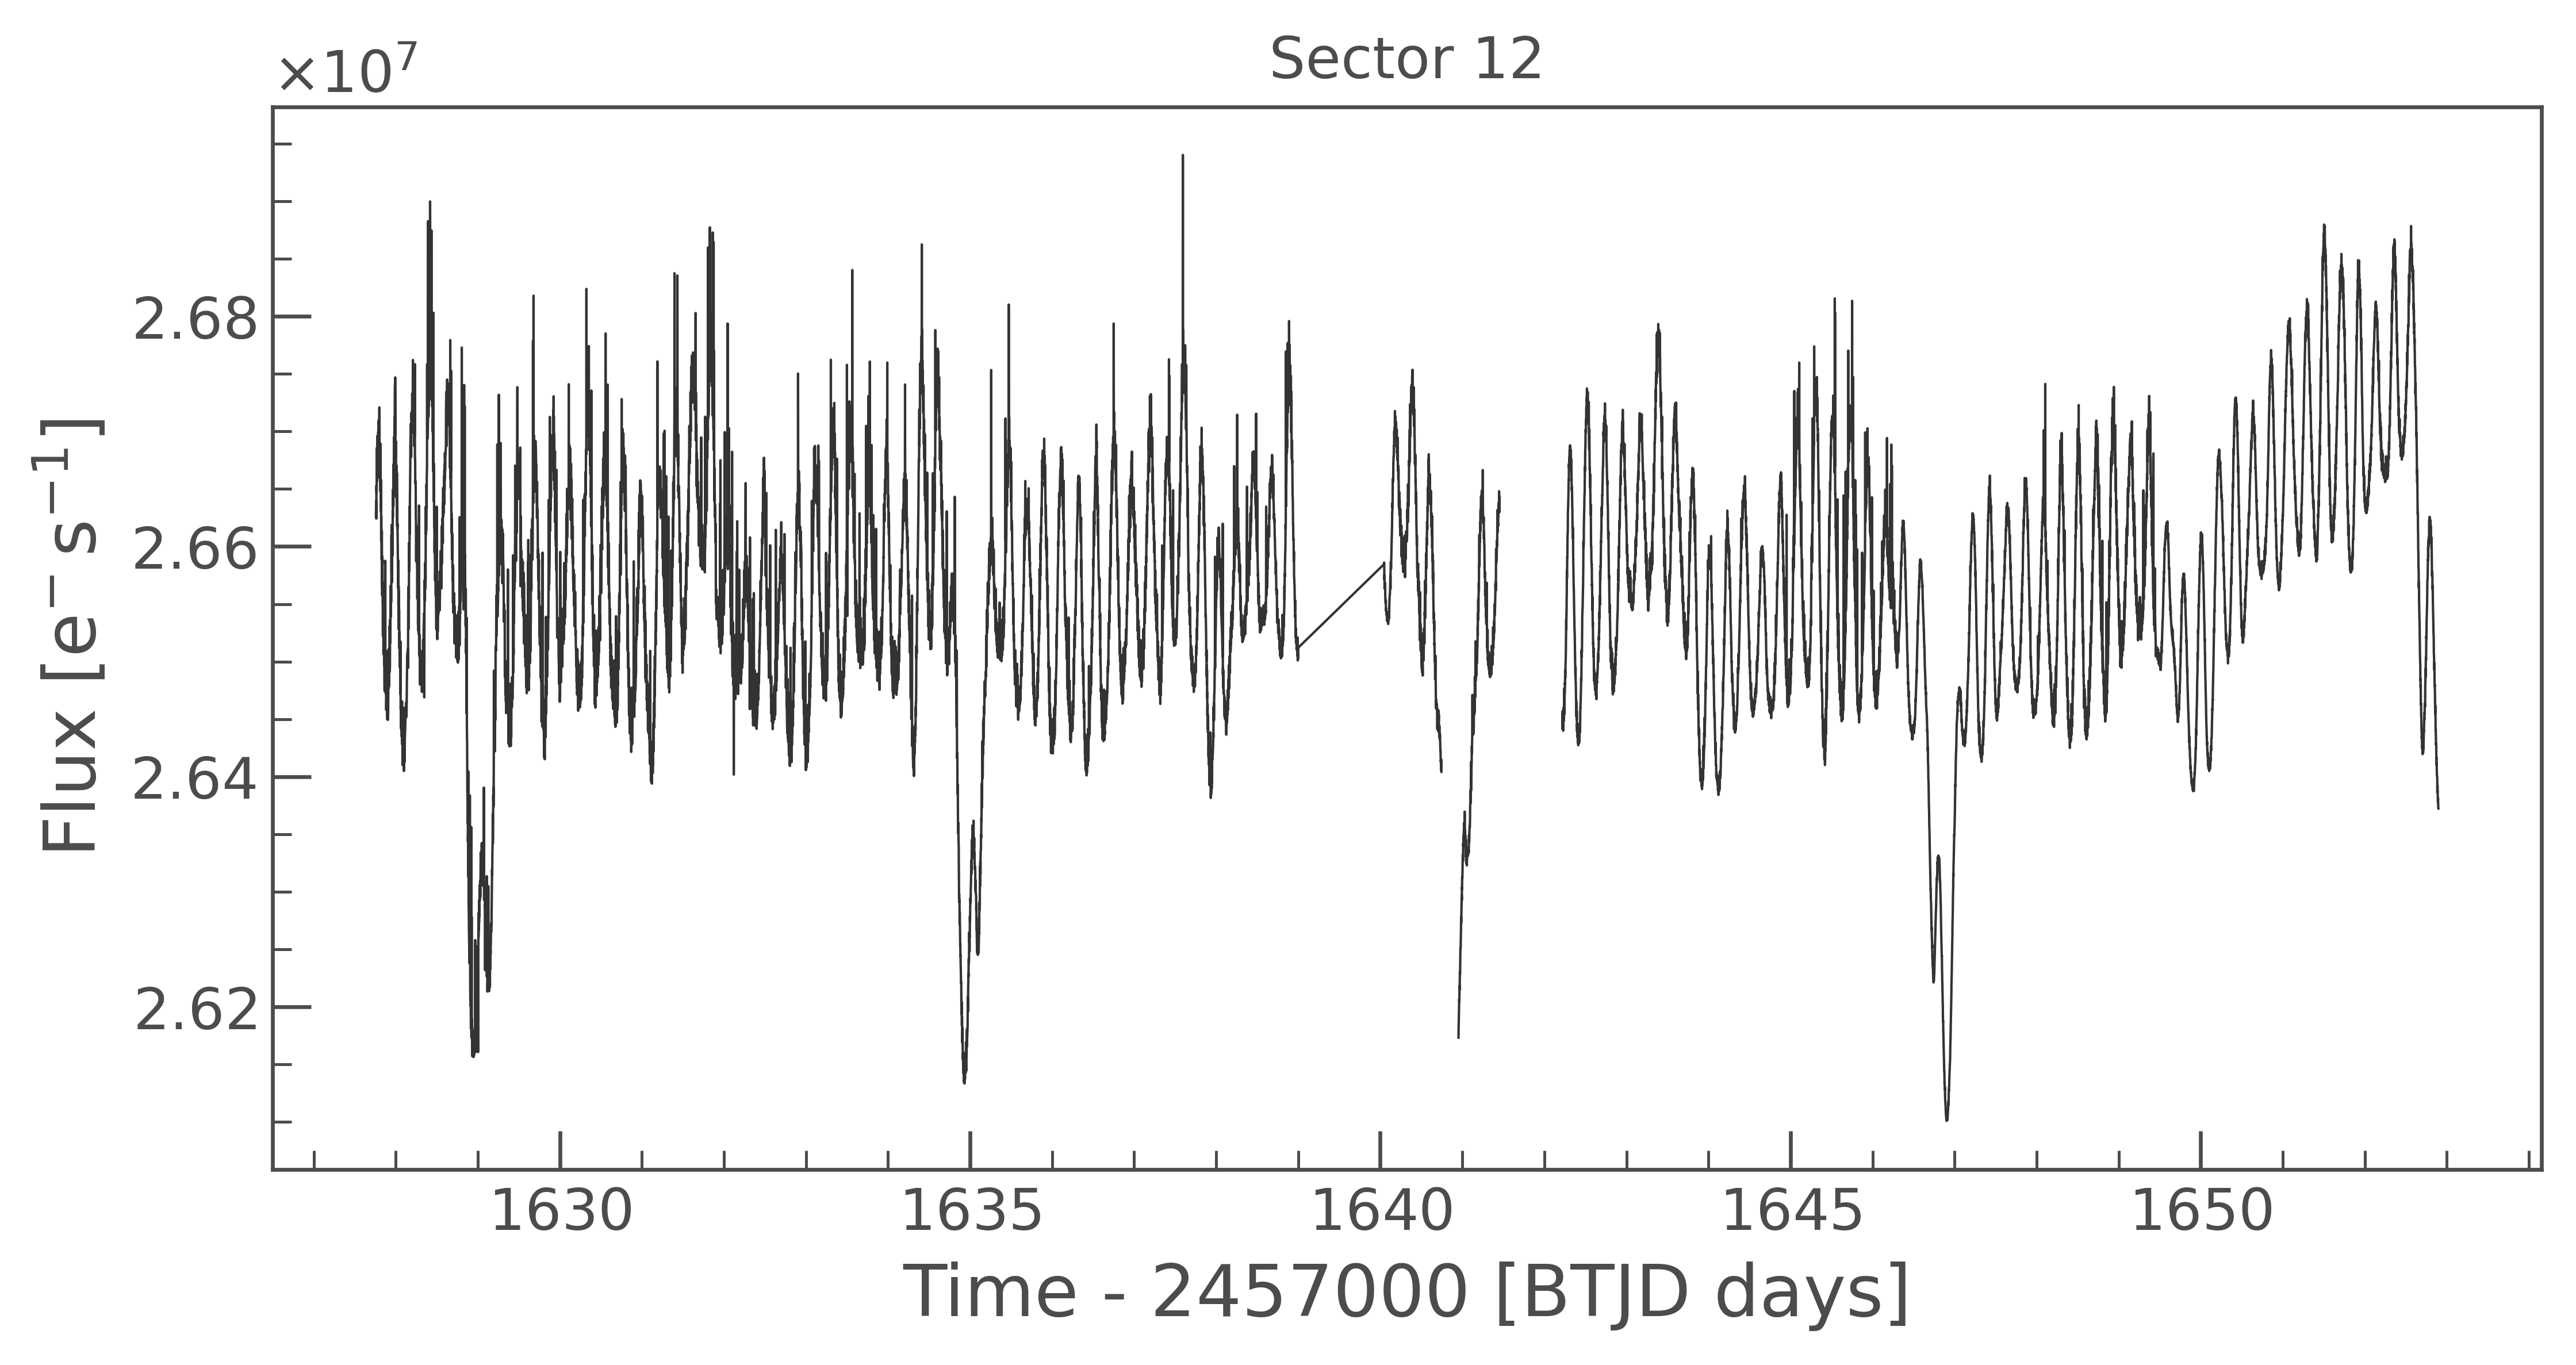 Sector 12
×10⁷
2.68
2.66
2.64
2.62
Flux [e⁻ s⁻¹]
1630 1635 1640 1645 1650
Time - 2457000 [BTJD days]